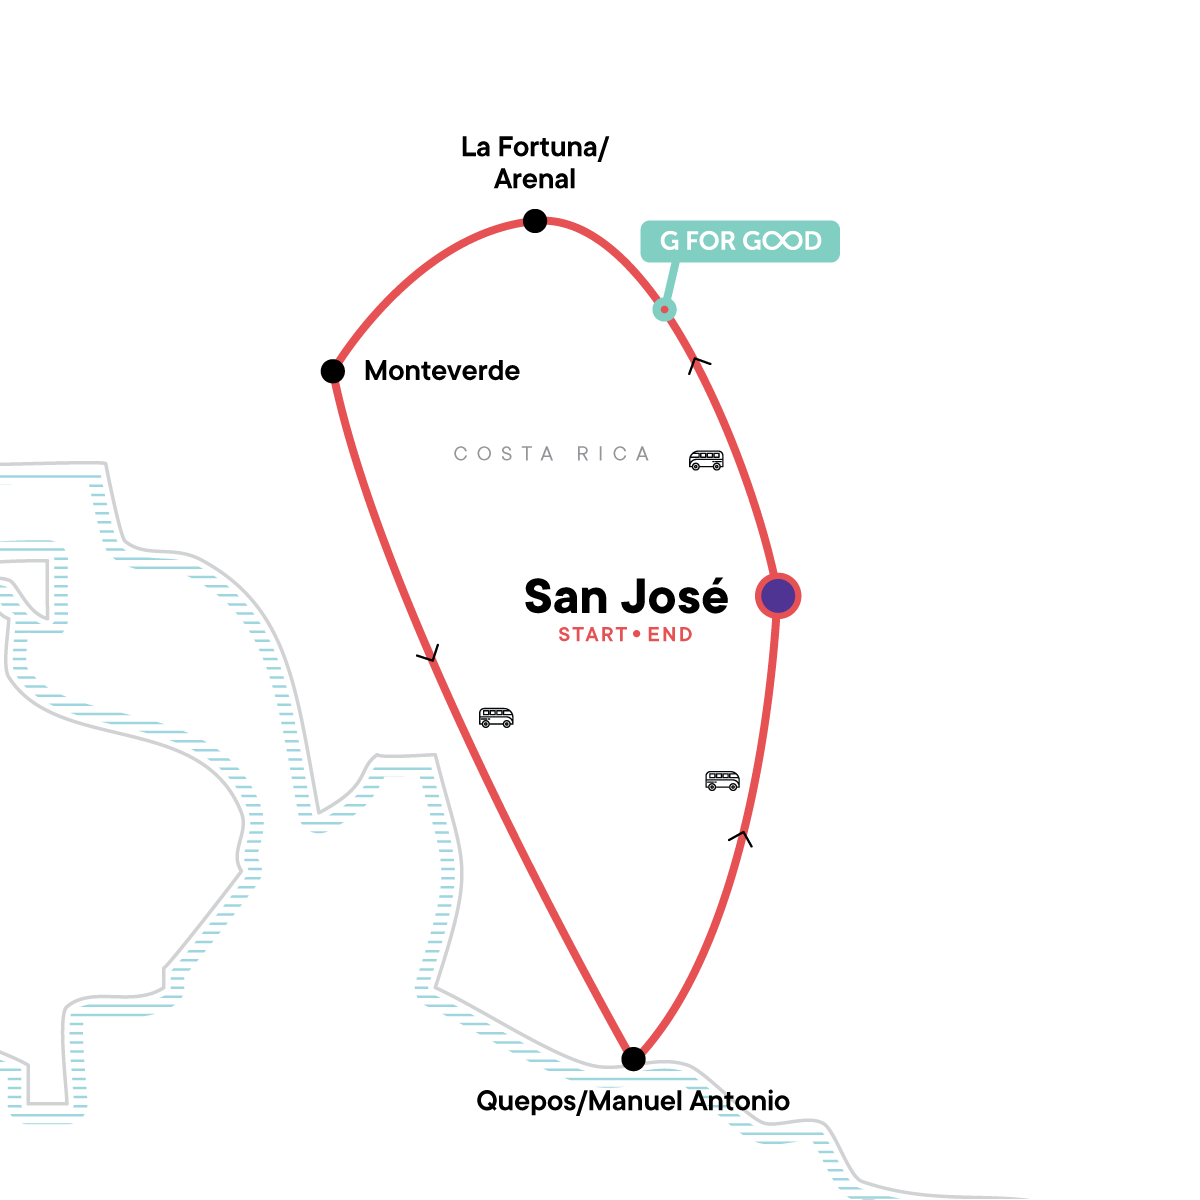 La Fortuna/
Arenal
G FOR GOOD
Monteverde
COSTA RICA
San José
START • END
Quepos/Manuel Antonio